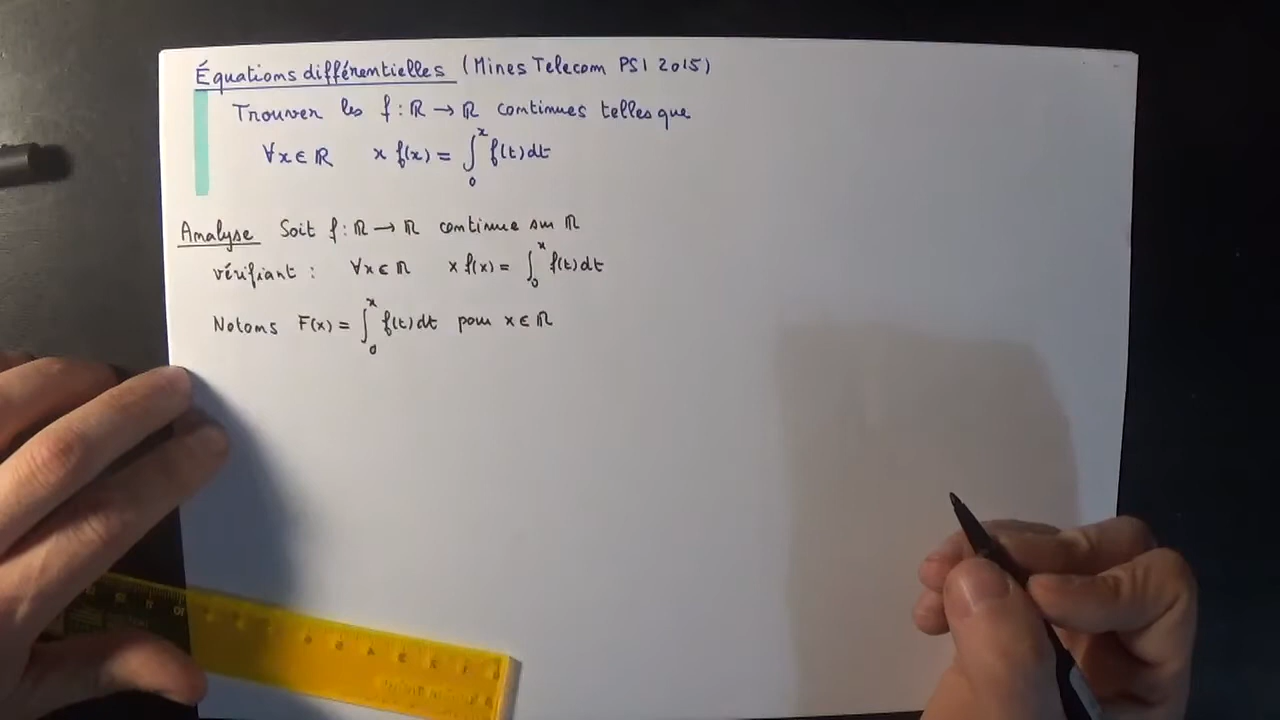 Équations différentielles (Mines Telecom PSI 2015)
Trouver les f : ℝ → ℝ continues telles que
∀x ∈ ℝ x f(x) = ∫₀ˣ f(t) dt
Analyse Soit f : ℝ → ℝ continue sur ℝ
vérifiant : ∀x ∈ ℝ x f(x) = ∫₀ˣ f(t) dt
Notons F(x) = ∫₀ˣ f(t) dt pour x ∈ ℝ